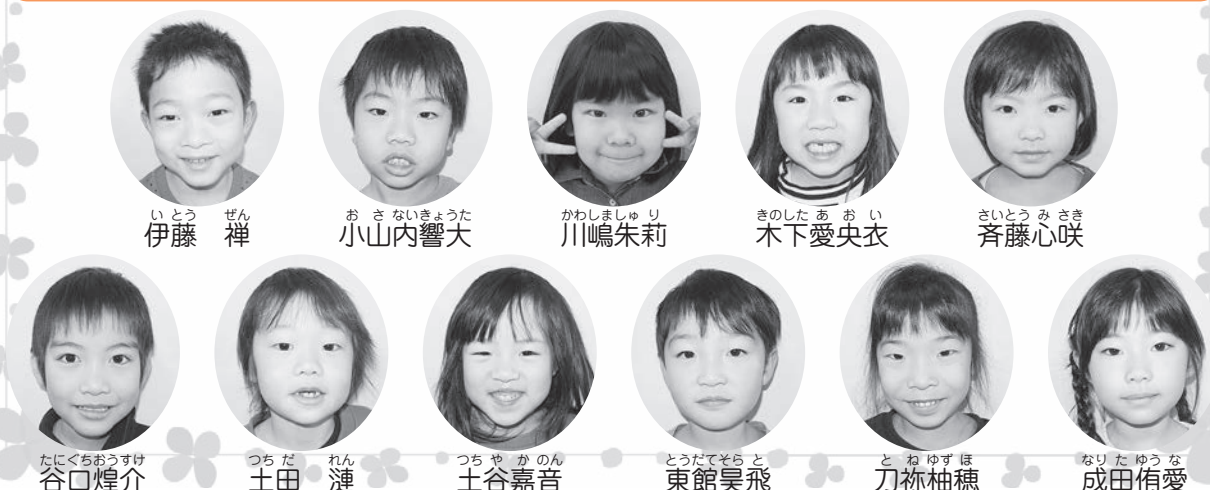 い とう ぜん
伊藤 禅
お さ ないきょうた
小山内響大
かわしましゅ り
川嶋朱莉
きのした あ お い
木下愛央衣
さいとう み さき
斉藤心咲
たにぐちおうすけ
谷口煌介
つち だ れん
土田 漣
つち や か のん
土谷嘉音
とうだてそら と
東館昊飛
と ね ゆず ほ
刀祢柚穂
なり た ゆう な
成田侑愛